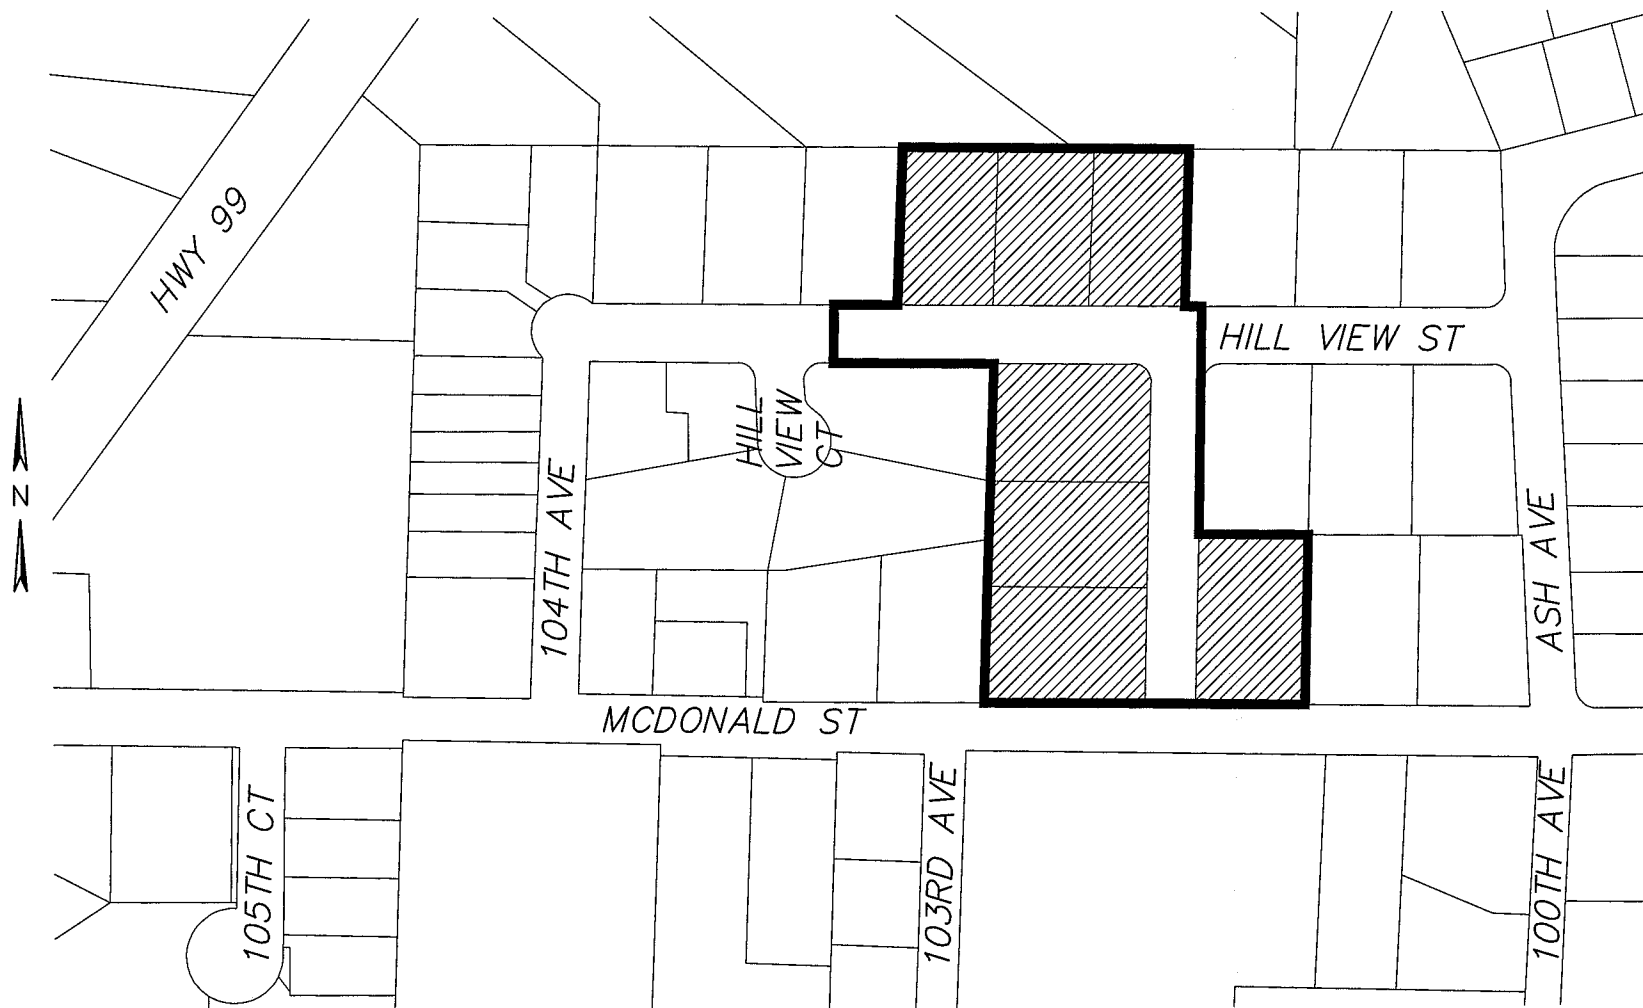 HWY 99
HILL VIEW ST
HILL
VIEW
CT
N
104TH AVE
ASH AVE
MCDONALD ST
105TH CT
103RD AVE
100TH AVE